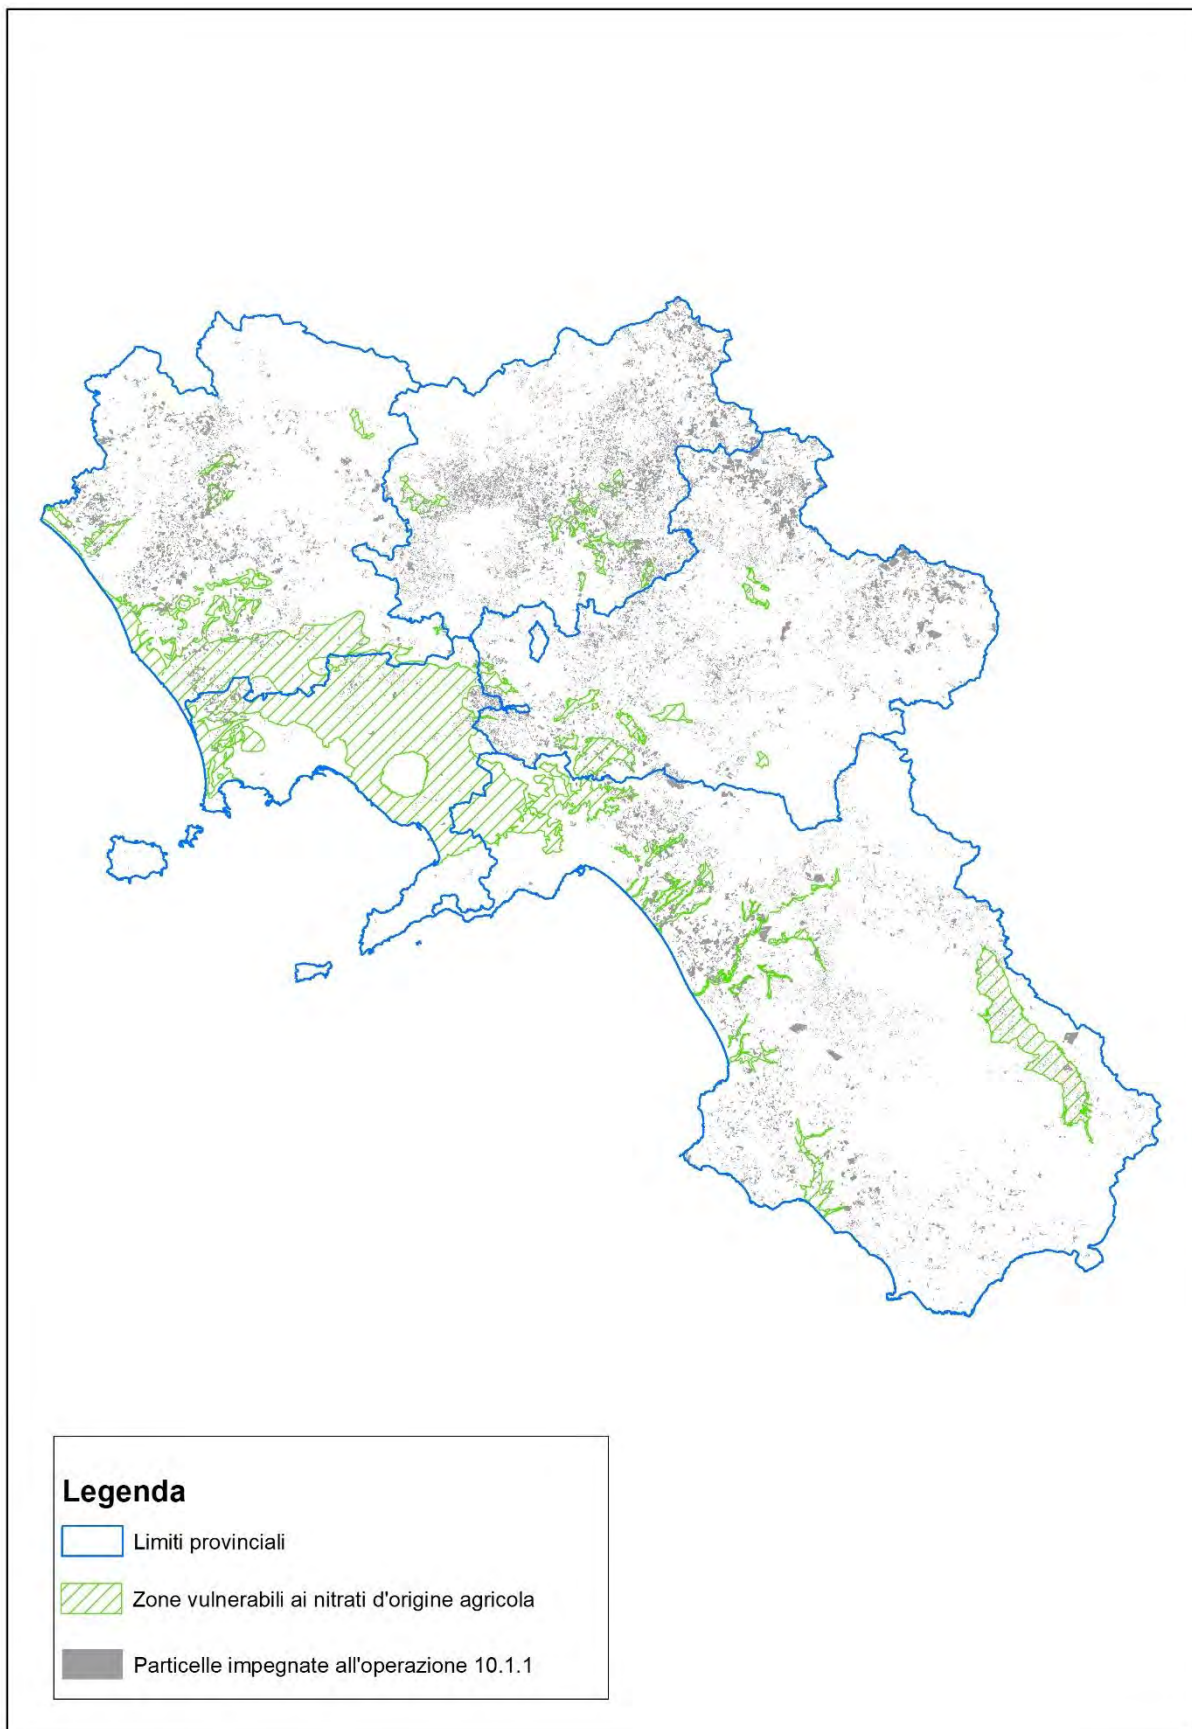 Legenda
Limiti provinciali
Zone vulnerabili ai nitrati d'origine agricola
Particelle impegnate all'operazione 10.1.1